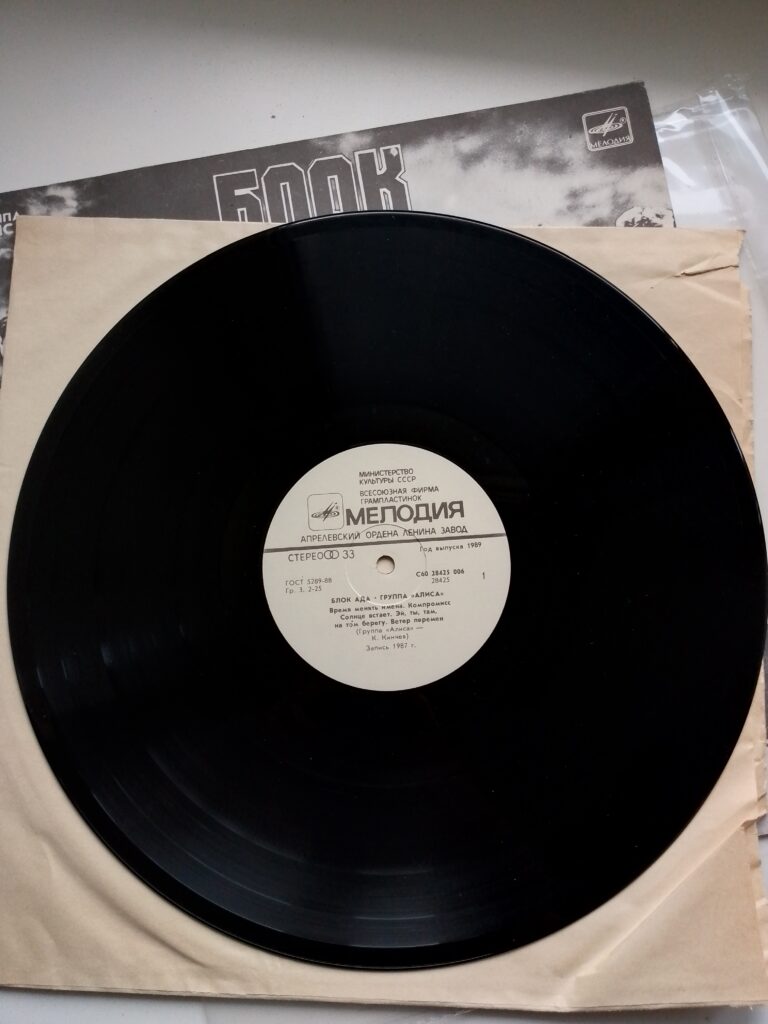 БЛОК
МЕЛОДИЯ
МИНИСТЕРСТВО
КУЛЬТУРЫ СССР
ВСЕСОЮЗНАЯ ФИРМА
ГРАМПЛАСТИНОК
МЕЛОДИЯ
АПРЕЛЕВСКИЙ ОРДЕНА ЛЕНИНА ЗАВОД
СТЕРЕО 33
Год выпуска 1989
ГОСТ 5289-88
Гр. 3. 2-25
С60 28425 006
28425
1
БЛОК АДА • ГРУППА «АЛИСА»
Время менять имена. Компромисс
Солнце встает. Эй, ты, там,
на том берегу. Ветер перемен
(Группа «Алиса» —
К. Кинчев)
Запись 1987 г.